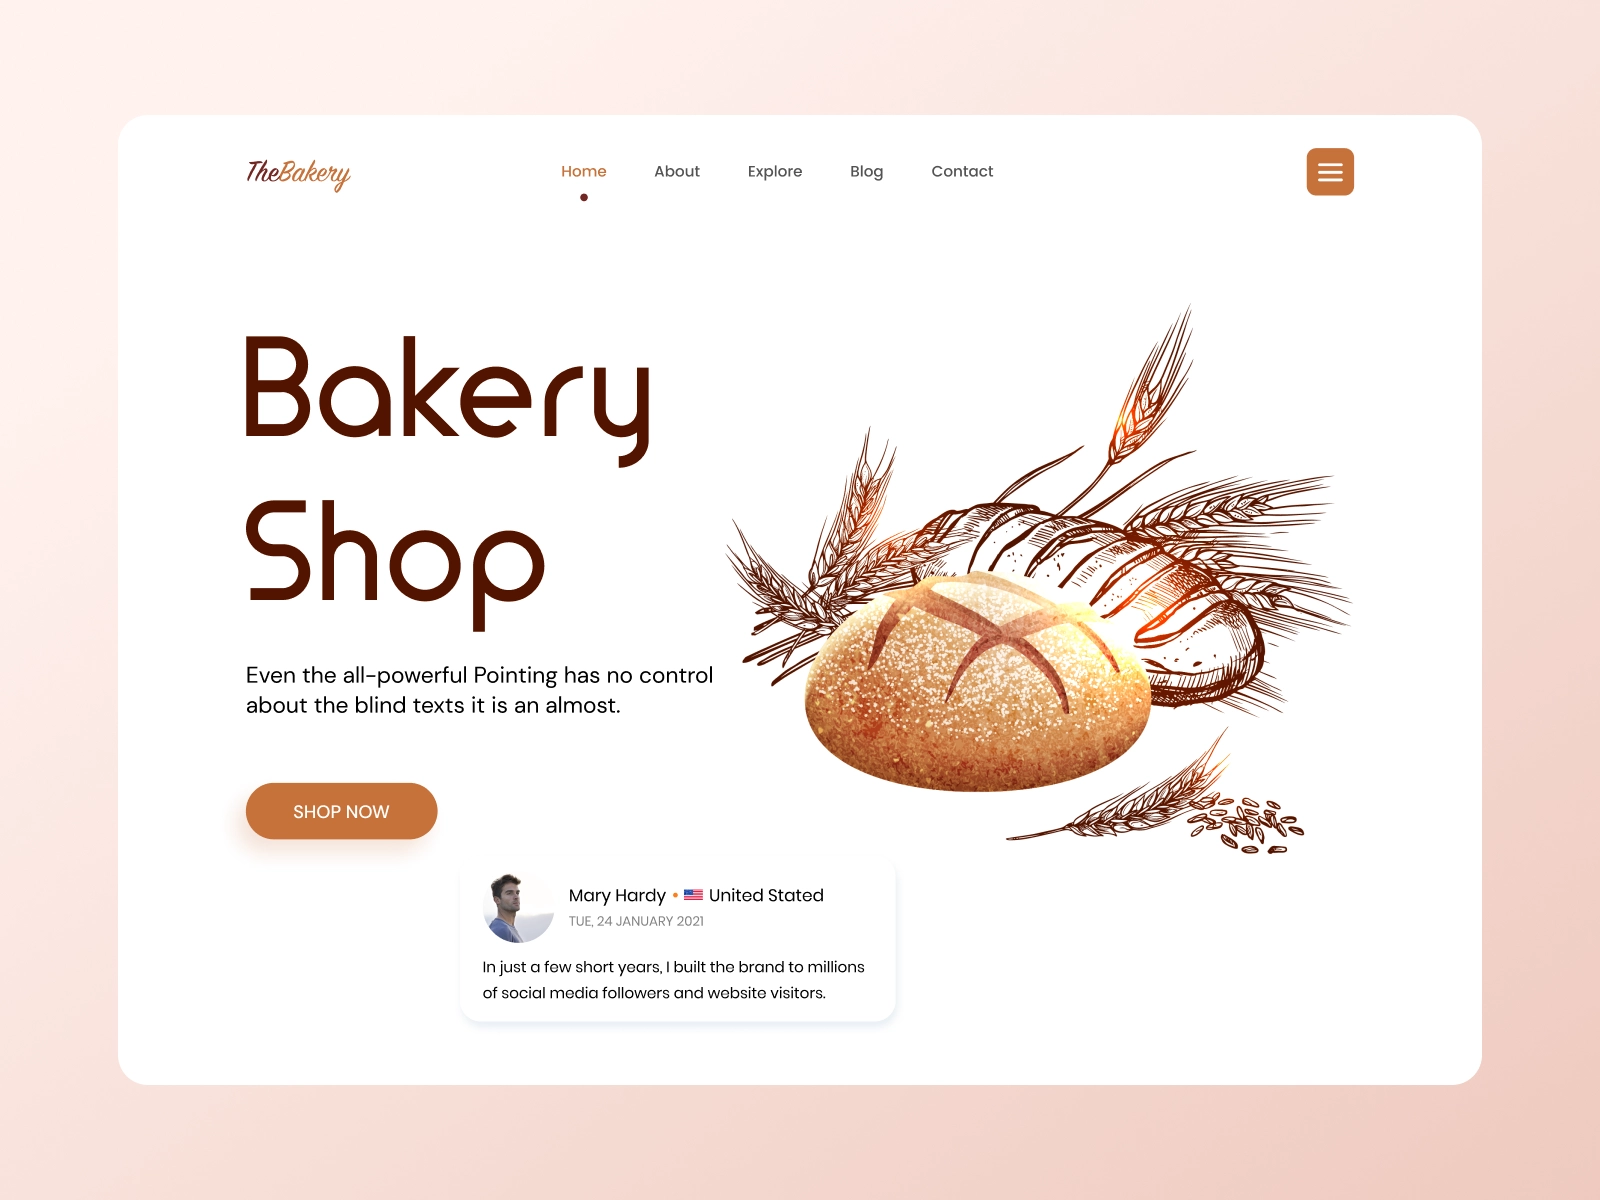 TheBakery
Home About Explore Blog Contact
Bakery
Shop
Even the all-powerful Pointing has no control
about the blind texts it is an almost.
SHOP NOW
Mary Hardy • United Stated
TUE, 24 JANUARY 2021
In just a few short years, I built the brand to millions
of social media followers and website visitors.